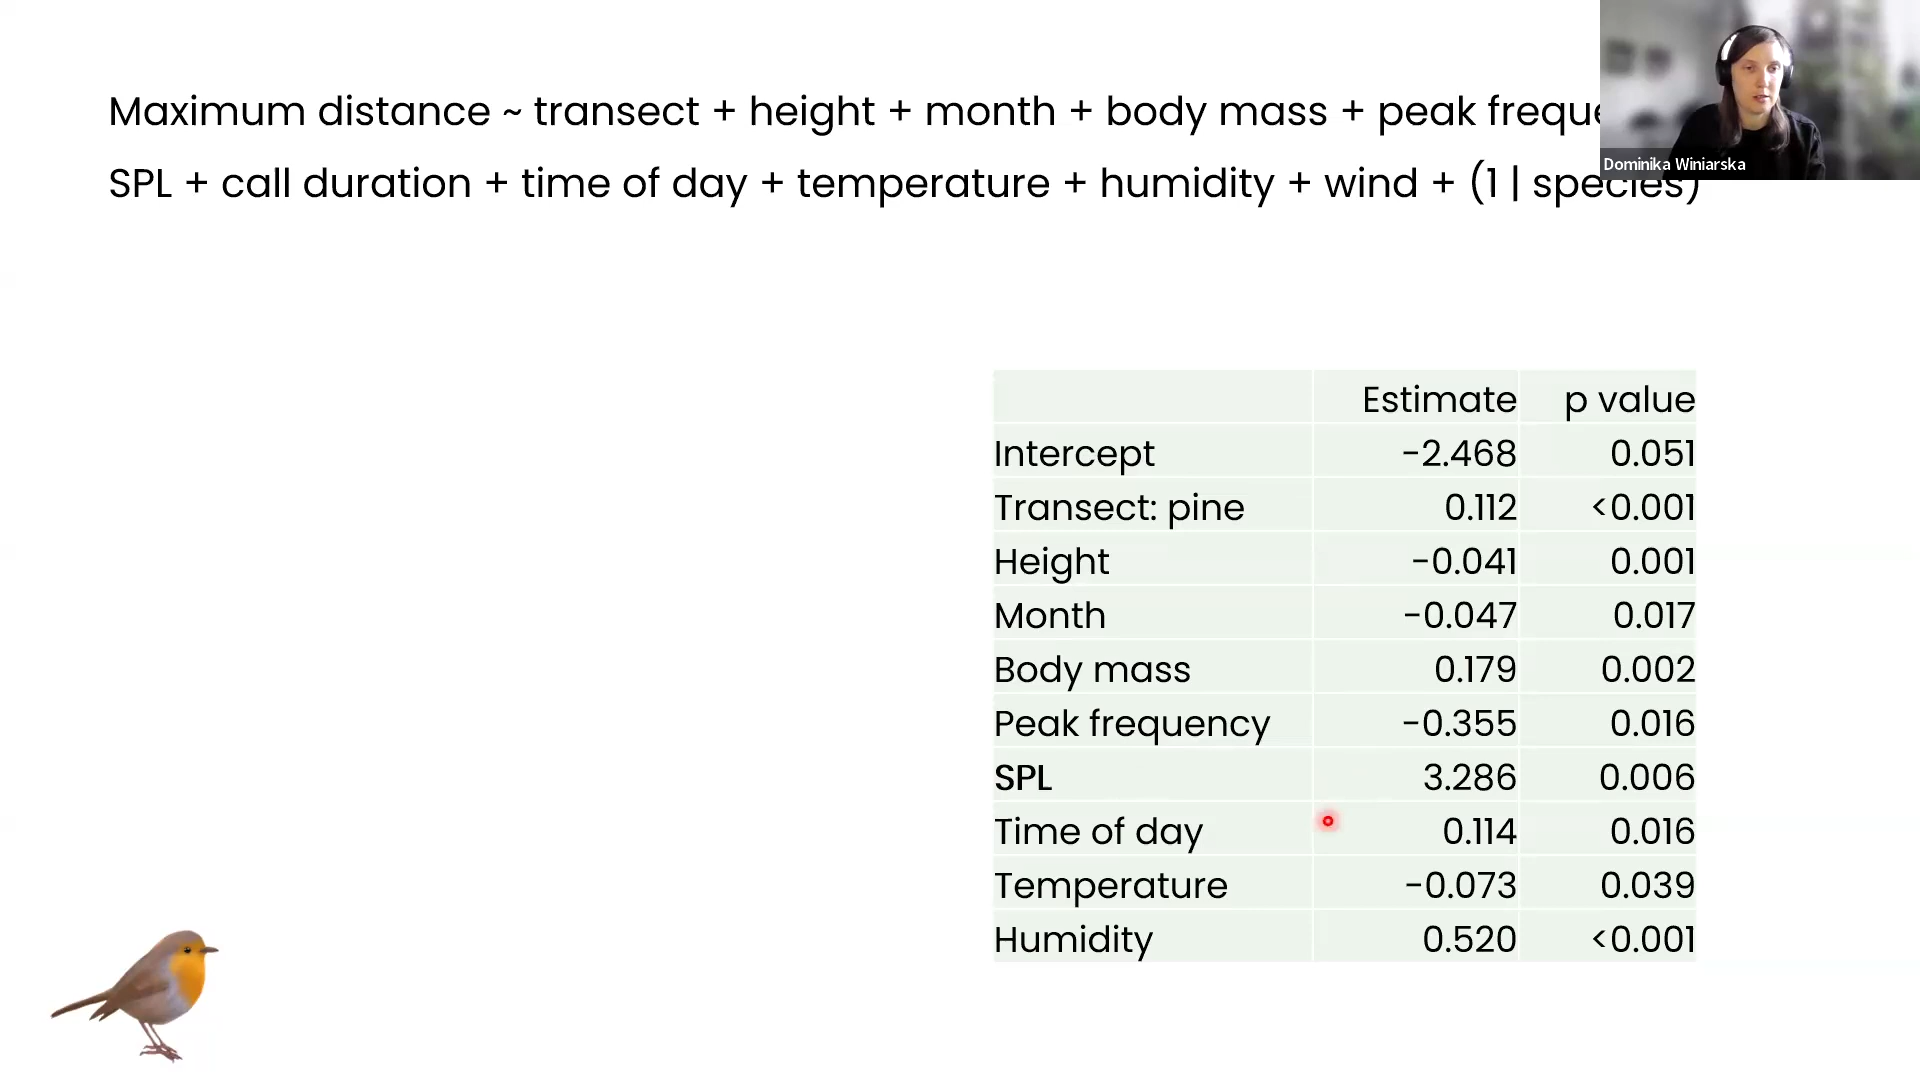 Maximum distance ~ transect + height + month + body mass + peak
SPL + call duration + time of day + temperature + humidity + wind + (1 | species)
Dominika Winiarska
Estimate p value
Intercept -2.468 0.051
Transect: pine 0.112 <0.001
Height -0.041 0.001
Month -0.047 0.017
Body mass 0.179 0.002
Peak frequency -0.355 0.016
SPL 3.286 0.006
Time of day 0.114 0.016
Temperature -0.073 0.039
Humidity 0.520 <0.001